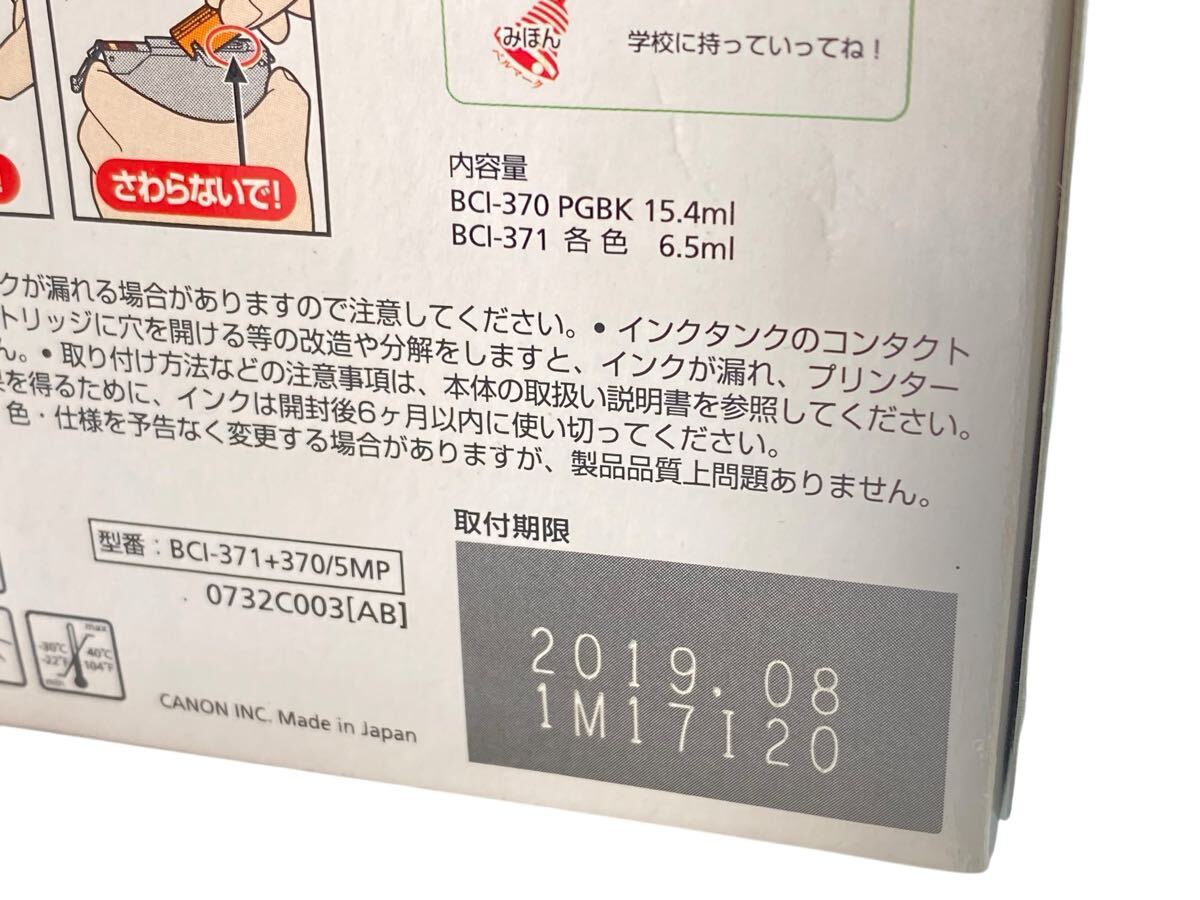 みほん
ベルマーク
学校に持っていってね！
!
さわらないで!
内容量
BCI-370 PGBK 15.4ml
BCI-371 各色 6.5ml
クが漏れる場合がありますので注意してください。• インクタンクのコンタクト
トリッジに穴を開ける等の改造や分解をしますと、インクが漏れ、プリンター
ん。• 取り付け方法などの注意事項は、本体の取扱い説明書を参照してください。
を得るために、インクは開封後6ヶ月以内に使い切ってください。
色・仕様を予告なく変更する場合がありますが、製品品質上問題ありません。
取付期限
型番：BCI-371+370/5MP
0732C003[AB]
2019.08
1M17I20
max
-30℃
-22°F
40℃
104°F
min
CANON INC. Made in Japan